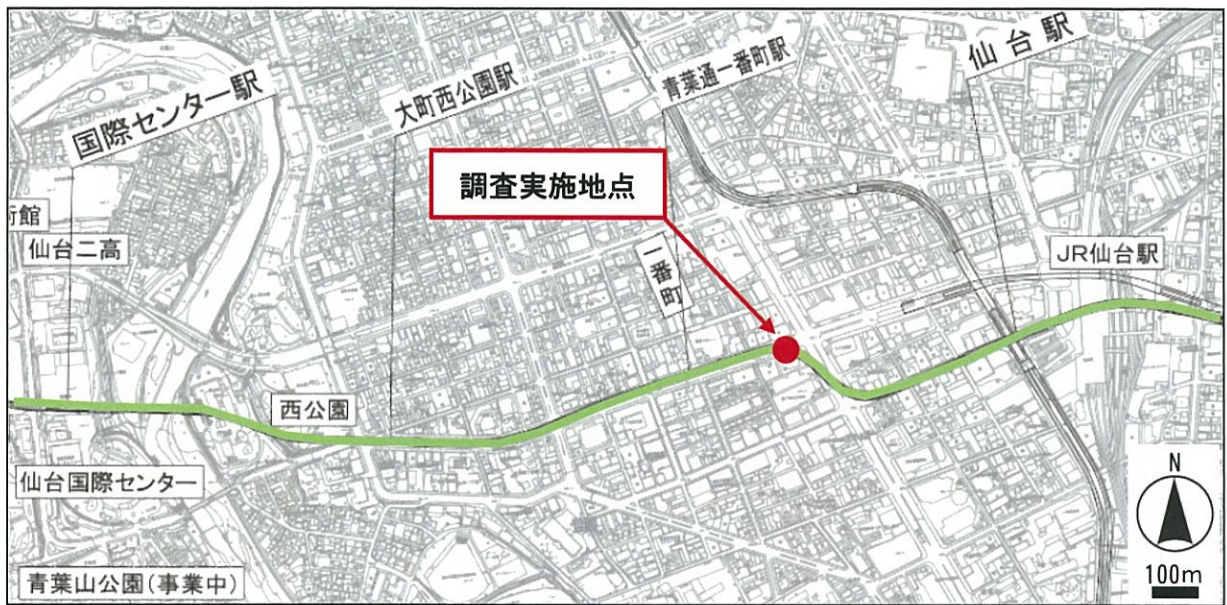 国際センター駅
大町西公園駅
青葉通一番町駅
仙台駅
調査実施地点
術館
仙台二高
一番町
JR仙台駅
西公園
仙台国際センター
青葉山公園(事業中)
N
100m